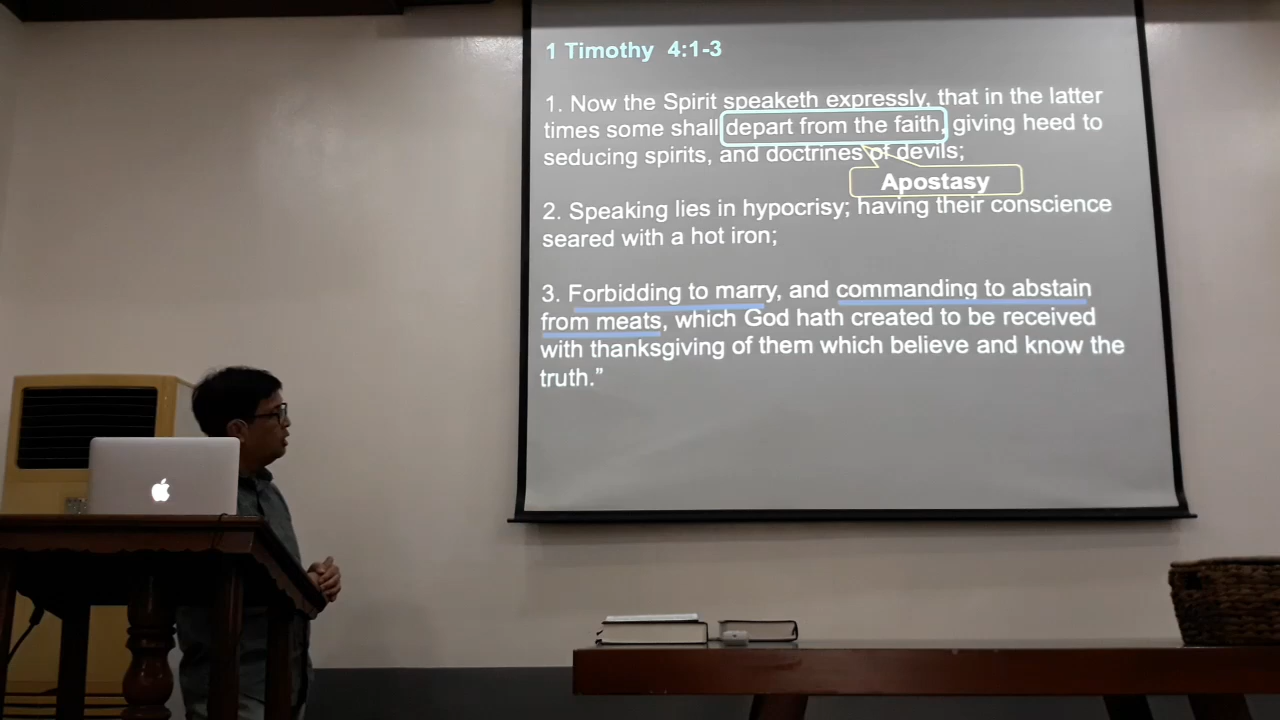 1 Timothy 4:1-3
1. Now the Spirit speaketh expressly, that in the latter
times some shall depart from the faith, giving heed to
seducing spirits, and doctrines of devils;
Apostasy
2. Speaking lies in hypocrisy; having their conscience
seared with a hot iron;
3. Forbidding to marry, and commanding to abstain
from meats, which God hath created to be received
with thanksgiving of them which believe and know the
truth.”